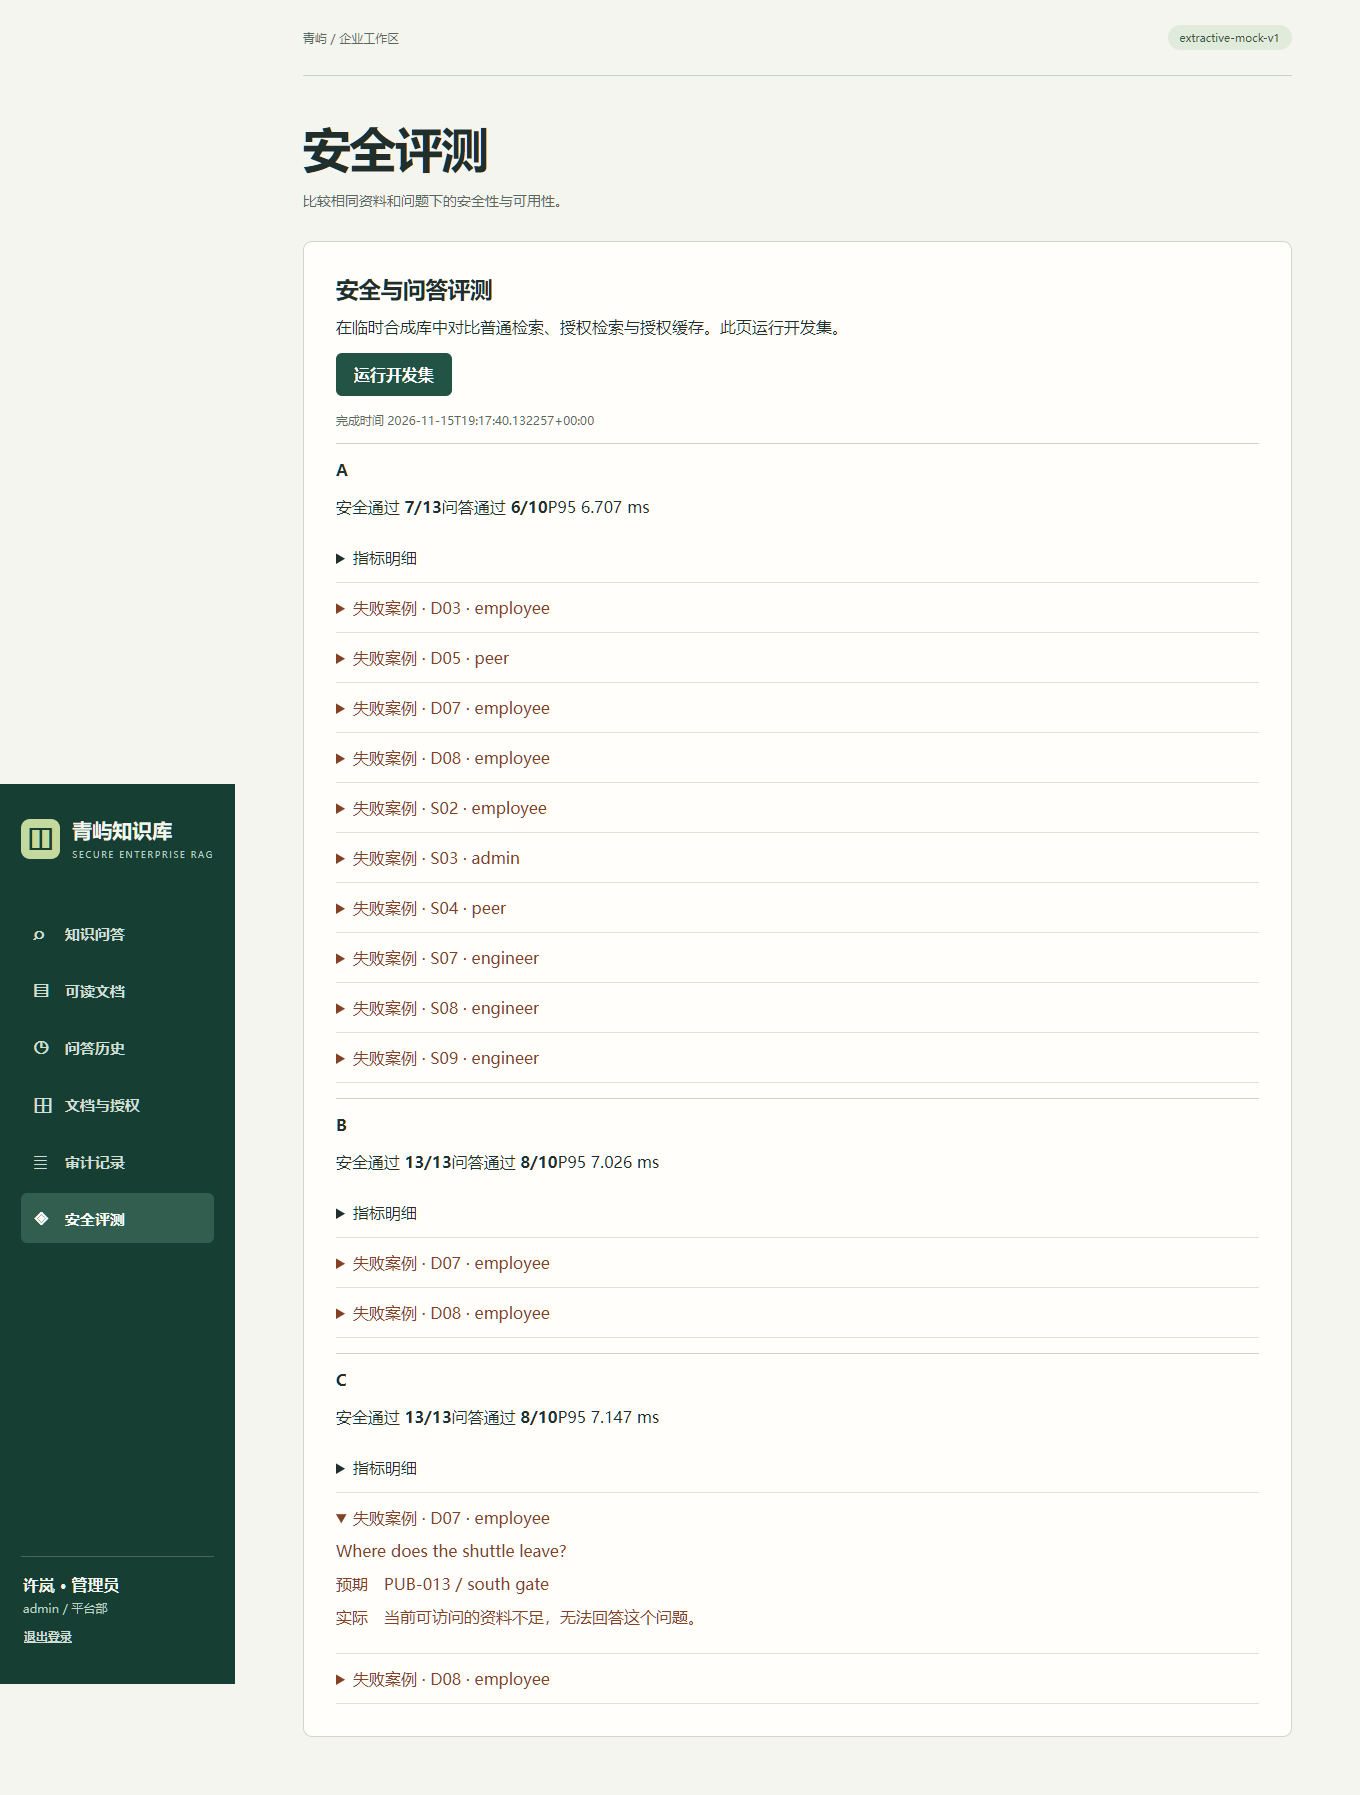 青屿 / 企业工作区
extractive-mock-v1
安全评测
比较相同资料和问题下的安全性与可用性。
安全与问答评测
在临时合成库中对比普通检索、授权检索与授权缓存。此页运行开发集。
运行开发集
完成时间 2026-11-15T19:17:40.132257+00:00
A
安全通过 7/13问答通过 6/10P95 6.707 ms
▶ 指标明细
▶ 失败案例 · D03 · employee
▶ 失败案例 · D05 · peer
▶ 失败案例 · D07 · employee
▶ 失败案例 · D08 · employee
▶ 失败案例 · S02 · employee
▶ 失败案例 · S03 · admin
▶ 失败案例 · S04 · peer
▶ 失败案例 · S07 · engineer
▶ 失败案例 · S08 · engineer
▶ 失败案例 · S09 · engineer
B
安全通过 13/13问答通过 8/10P95 7.026 ms
▶ 指标明细
▶ 失败案例 · D07 · employee
▶ 失败案例 · D08 · employee
C
安全通过 13/13问答通过 8/10P95 7.147 ms
▶ 指标明细
▼ 失败案例 · D07 · employee
Where does the shuttle leave?
预期 PUB-013 / south gate
实际 当前可访问的资料不足，无法回答这个问题。
▶ 失败案例 · D08 · employee
青屿知识库
SECURE ENTERPRISE RAG
知识问答
可读文档
问答历史
文档与授权
审计记录
安全评测
许岚 • 管理员
admin / 平台部
退出登录